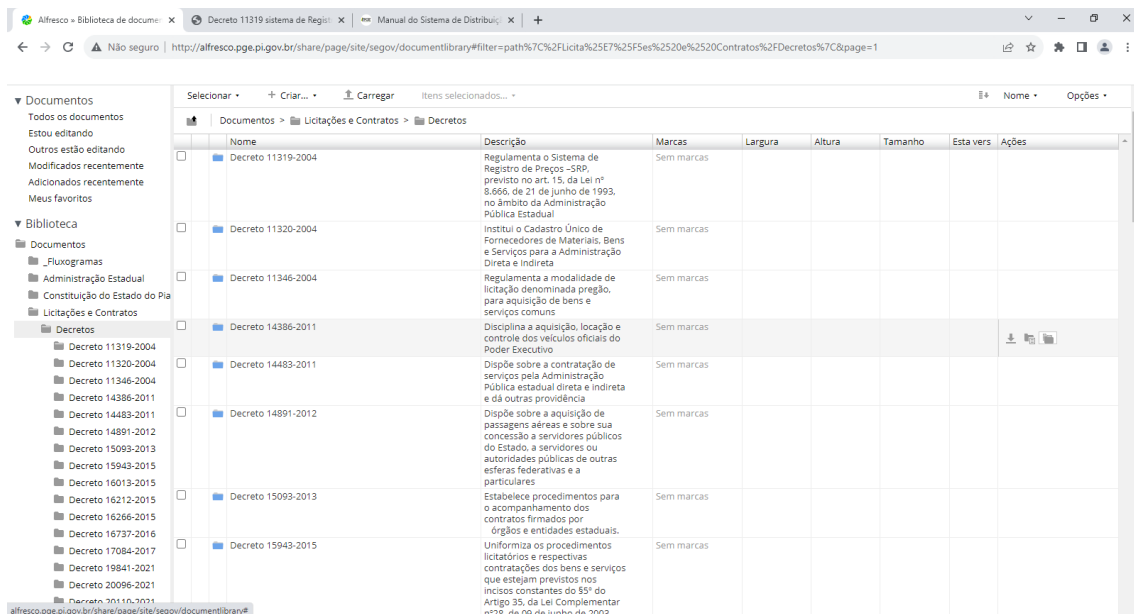 Alfresco » Biblioteca de documen
Decreto 11319 sistema de Regist
Manual do Sistema de Distribuiçã
Não seguro
http://alfresco.pge.pi.gov.br/share/page/site/segov/documentlibrary#filter=path%7C%2FLicita%25E7%25F5es%2520e%2520Contratos%2FDecretos%7C&page=1
Documentos
Todos os documentos
Estou editando
Outros estão editando
Modificados recentemente
Adicionados recentemente
Meus favoritos
Biblioteca
Documentos
_Fluxogramas
Administração Estadual
Constituição do Estado do Pia
Licitações e Contratos
Decretos
Decreto 11319-2004
Decreto 11320-2004
Decreto 11346-2004
Decreto 14386-2011
Decreto 14483-2011
Decreto 14891-2012
Decreto 15093-2013
Decreto 15943-2015
Decreto 16013-2015
Decreto 16212-2015
Decreto 16266-2015
Decreto 16737-2016
Decreto 17084-2017
Decreto 19841-2021
Decreto 20096-2021
Decreto 20110-2021
alfresco.pge.pi.gov.br/share/page/site/segov/documentlibrary#
Selecionar
+ Criar...
Carregar
Itens selecionados...
Nome
Opções
Documentos > Licitações e Contratos > Decretos
Nome Descrição Marcas Largura Altura Tamanho Esta vers Ações
Decreto 11319-2004
Regulamenta o Sistema de
Registro de Preços –SRP,
previsto no art. 15, da Lei nº
8.666, de 21 de junho de 1993,
no âmbito da Administração
Pública Estadual
Sem marcas
Decreto 11320-2004
Institui o Cadastro Único de
Fornecedores de Materiais, Bens
e Serviços para a Administração
Direta e Indireta
Sem marcas
Decreto 11346-2004
Regulamenta a modalidade de
licitação denominada pregão,
para aquisição de bens e
serviços comuns
Sem marcas
Decreto 14386-2011
Disciplina a aquisição, locação e
controle dos veículos oficiais do
Poder Executivo
Sem marcas
Decreto 14483-2011
Dispõe sobre a contratação de
serviços pela Administração
Pública estadual direta e indireta
e dá outras providência
Sem marcas
Decreto 14891-2012
Dispõe sobre a aquisição de
passagens aéreas e sobre sua
concessão a servidores públicos
do Estado, a servidores ou
autoridades públicas de outras
esferas federativas e a
particulares
Sem marcas
Decreto 15093-2013
Estabelece procedimentos para
o acompanhamento dos
contratos firmados por
órgãos e entidades estaduais.
Sem marcas
Decreto 15943-2015
Uniformiza os procedimentos
licitatórios e respectivas
contratações dos bens e serviços
que estejam previstos nos
incisos constantes do §5º do
Artigo 35, da Lei Complementar
nº28, de 09 de junho de 2003
Sem marcas